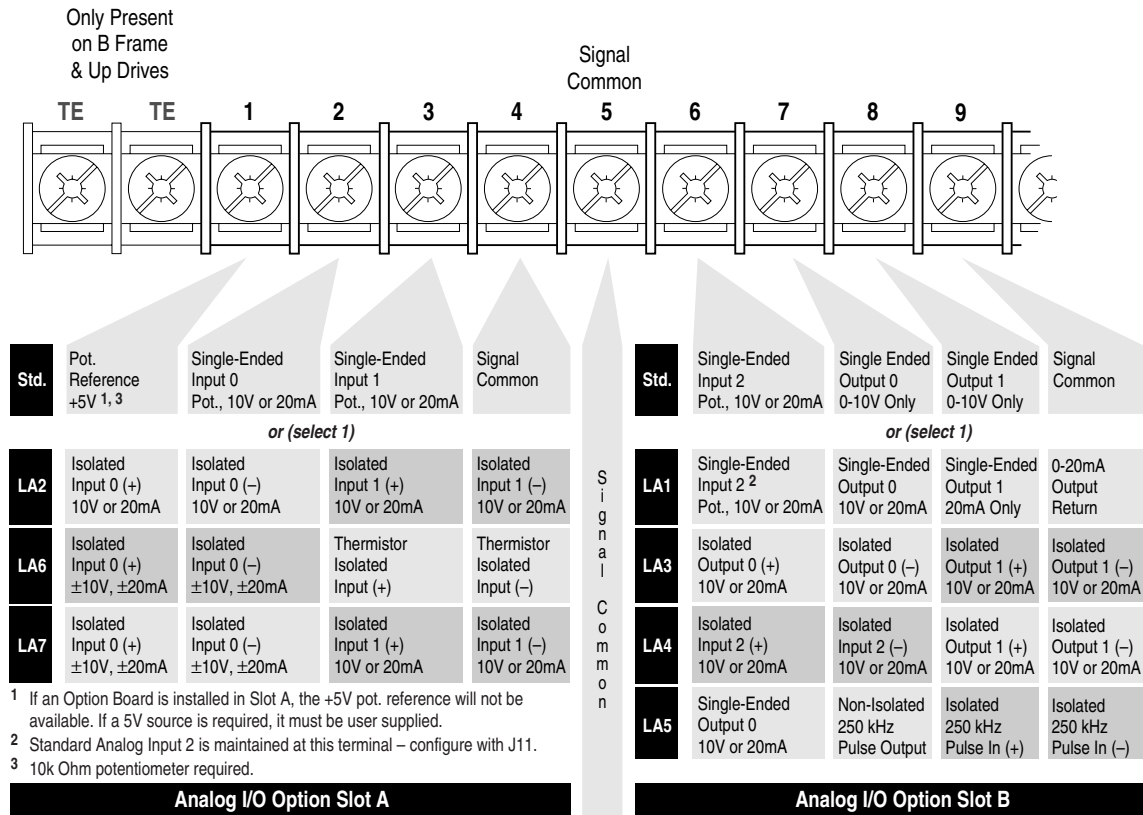 Only Present
on B Frame
& Up Drives
Signal
Common
TE TE 1 2 3 4 5 6 7 8 9
Std.
Pot.
Reference
+5V 1, 3
Single-Ended
Input 0
Pot., 10V or 20mA
Single-Ended
Input 1
Pot., 10V or 20mA
Signal
Common
or (select 1)
LA2
Isolated
Input 0 (+)
10V or 20mA
Isolated
Input 0 (–)
10V or 20mA
Isolated
Input 1 (+)
10V or 20mA
Isolated
Input 1 (–)
10V or 20mA
LA6
Isolated
Input 0 (+)
±10V, ±20mA
Isolated
Input 0 (–)
±10V, ±20mA
Thermistor
Isolated
Input (+)
Thermistor
Isolated
Input (–)
LA7
Isolated
Input 0 (+)
±10V, ±20mA
Isolated
Input 0 (–)
±10V, ±20mA
Isolated
Input 1 (+)
10V or 20mA
Isolated
Input 1 (–)
10V or 20mA
1 If an Option Board is installed in Slot A, the +5V pot. reference will not be
available. If a 5V source is required, it must be user supplied.
2 Standard Analog Input 2 is maintained at this terminal – configure with J11.
3 10k Ohm potentiometer required.
Analog I/O Option Slot A
Signal Common
Std.
Single-Ended
Input 2
Pot., 10V or 20mA
Single Ended
Output 0
0-10V Only
Single Ended
Output 1
0-10V Only
Signal
Common
or (select 1)
LA1
Single-Ended
Input 2 2
Pot., 10V or 20mA
Single-Ended
Output 0
10V or 20mA
Single-Ended
Output 1
20mA Only
0-20mA
Output
Return
LA3
Isolated
Output 0 (+)
10V or 20mA
Isolated
Output 0 (–)
10V or 20mA
Isolated
Output 1 (+)
10V or 20mA
Isolated
Output 1 (–)
10V or 20mA
LA4
Isolated
Input 2 (+)
10V or 20mA
Isolated
Input 2 (–)
10V or 20mA
Isolated
Output 1 (+)
10V or 20mA
Isolated
Output 1 (–)
10V or 20mA
LA5
Single-Ended
Output 0
10V or 20mA
Non-Isolated
250 kHz
Pulse Output
Isolated
250 kHz
Pulse In (+)
Isolated
250 kHz
Pulse In (–)
Analog I/O Option Slot B